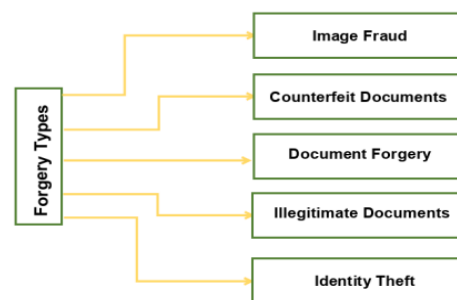 Forgery Types
Image Fraud
Counterfeit Documents
Document Forgery
Illegitimate Documents
Identity Theft